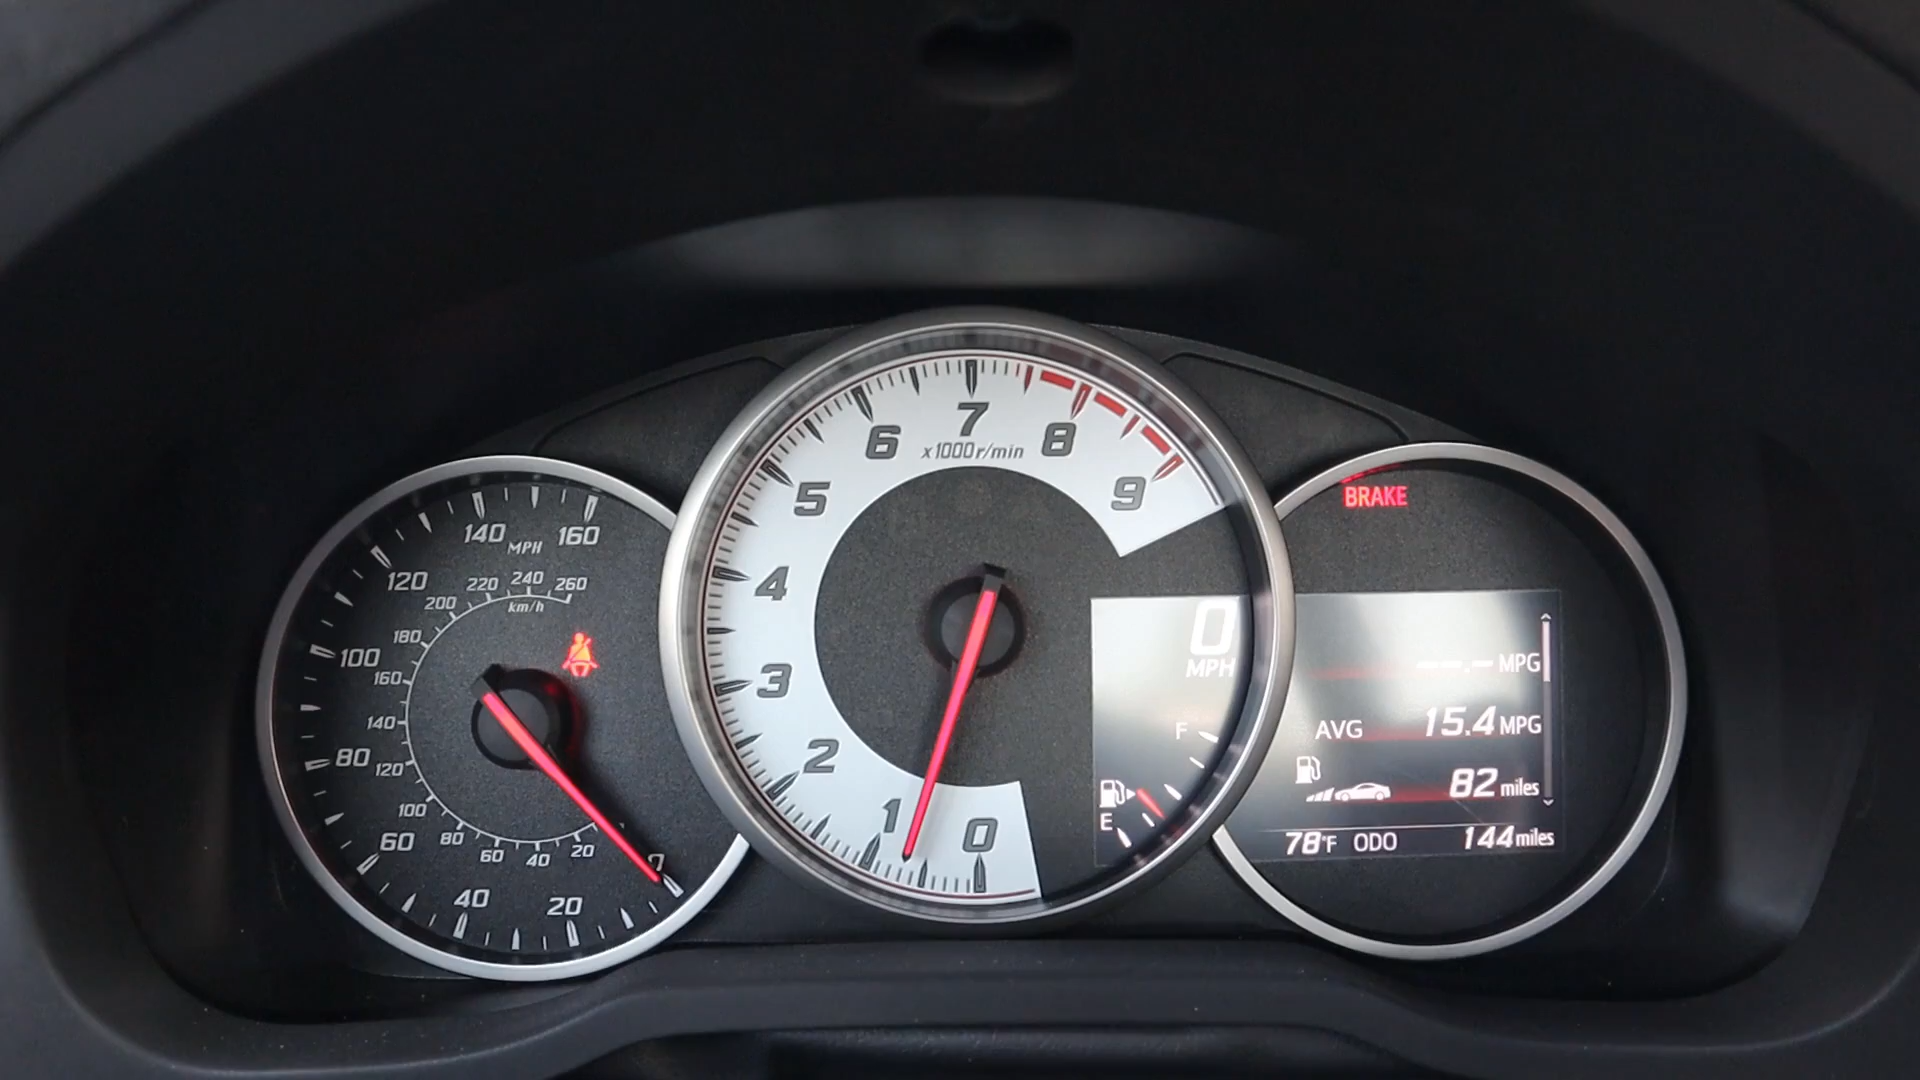 140 160
MPH
120
220 240 260
km/h
200
180
100
160
140
80
120
100
60
80
60 40 20
40 20
0
7
6 8
x1000r/min
5 9
4
3
2
1 0
0
MPH
F
E
BRAKE
--.- MPG
AVG 15.4 MPG
82 miles
78°F ODO 144 miles